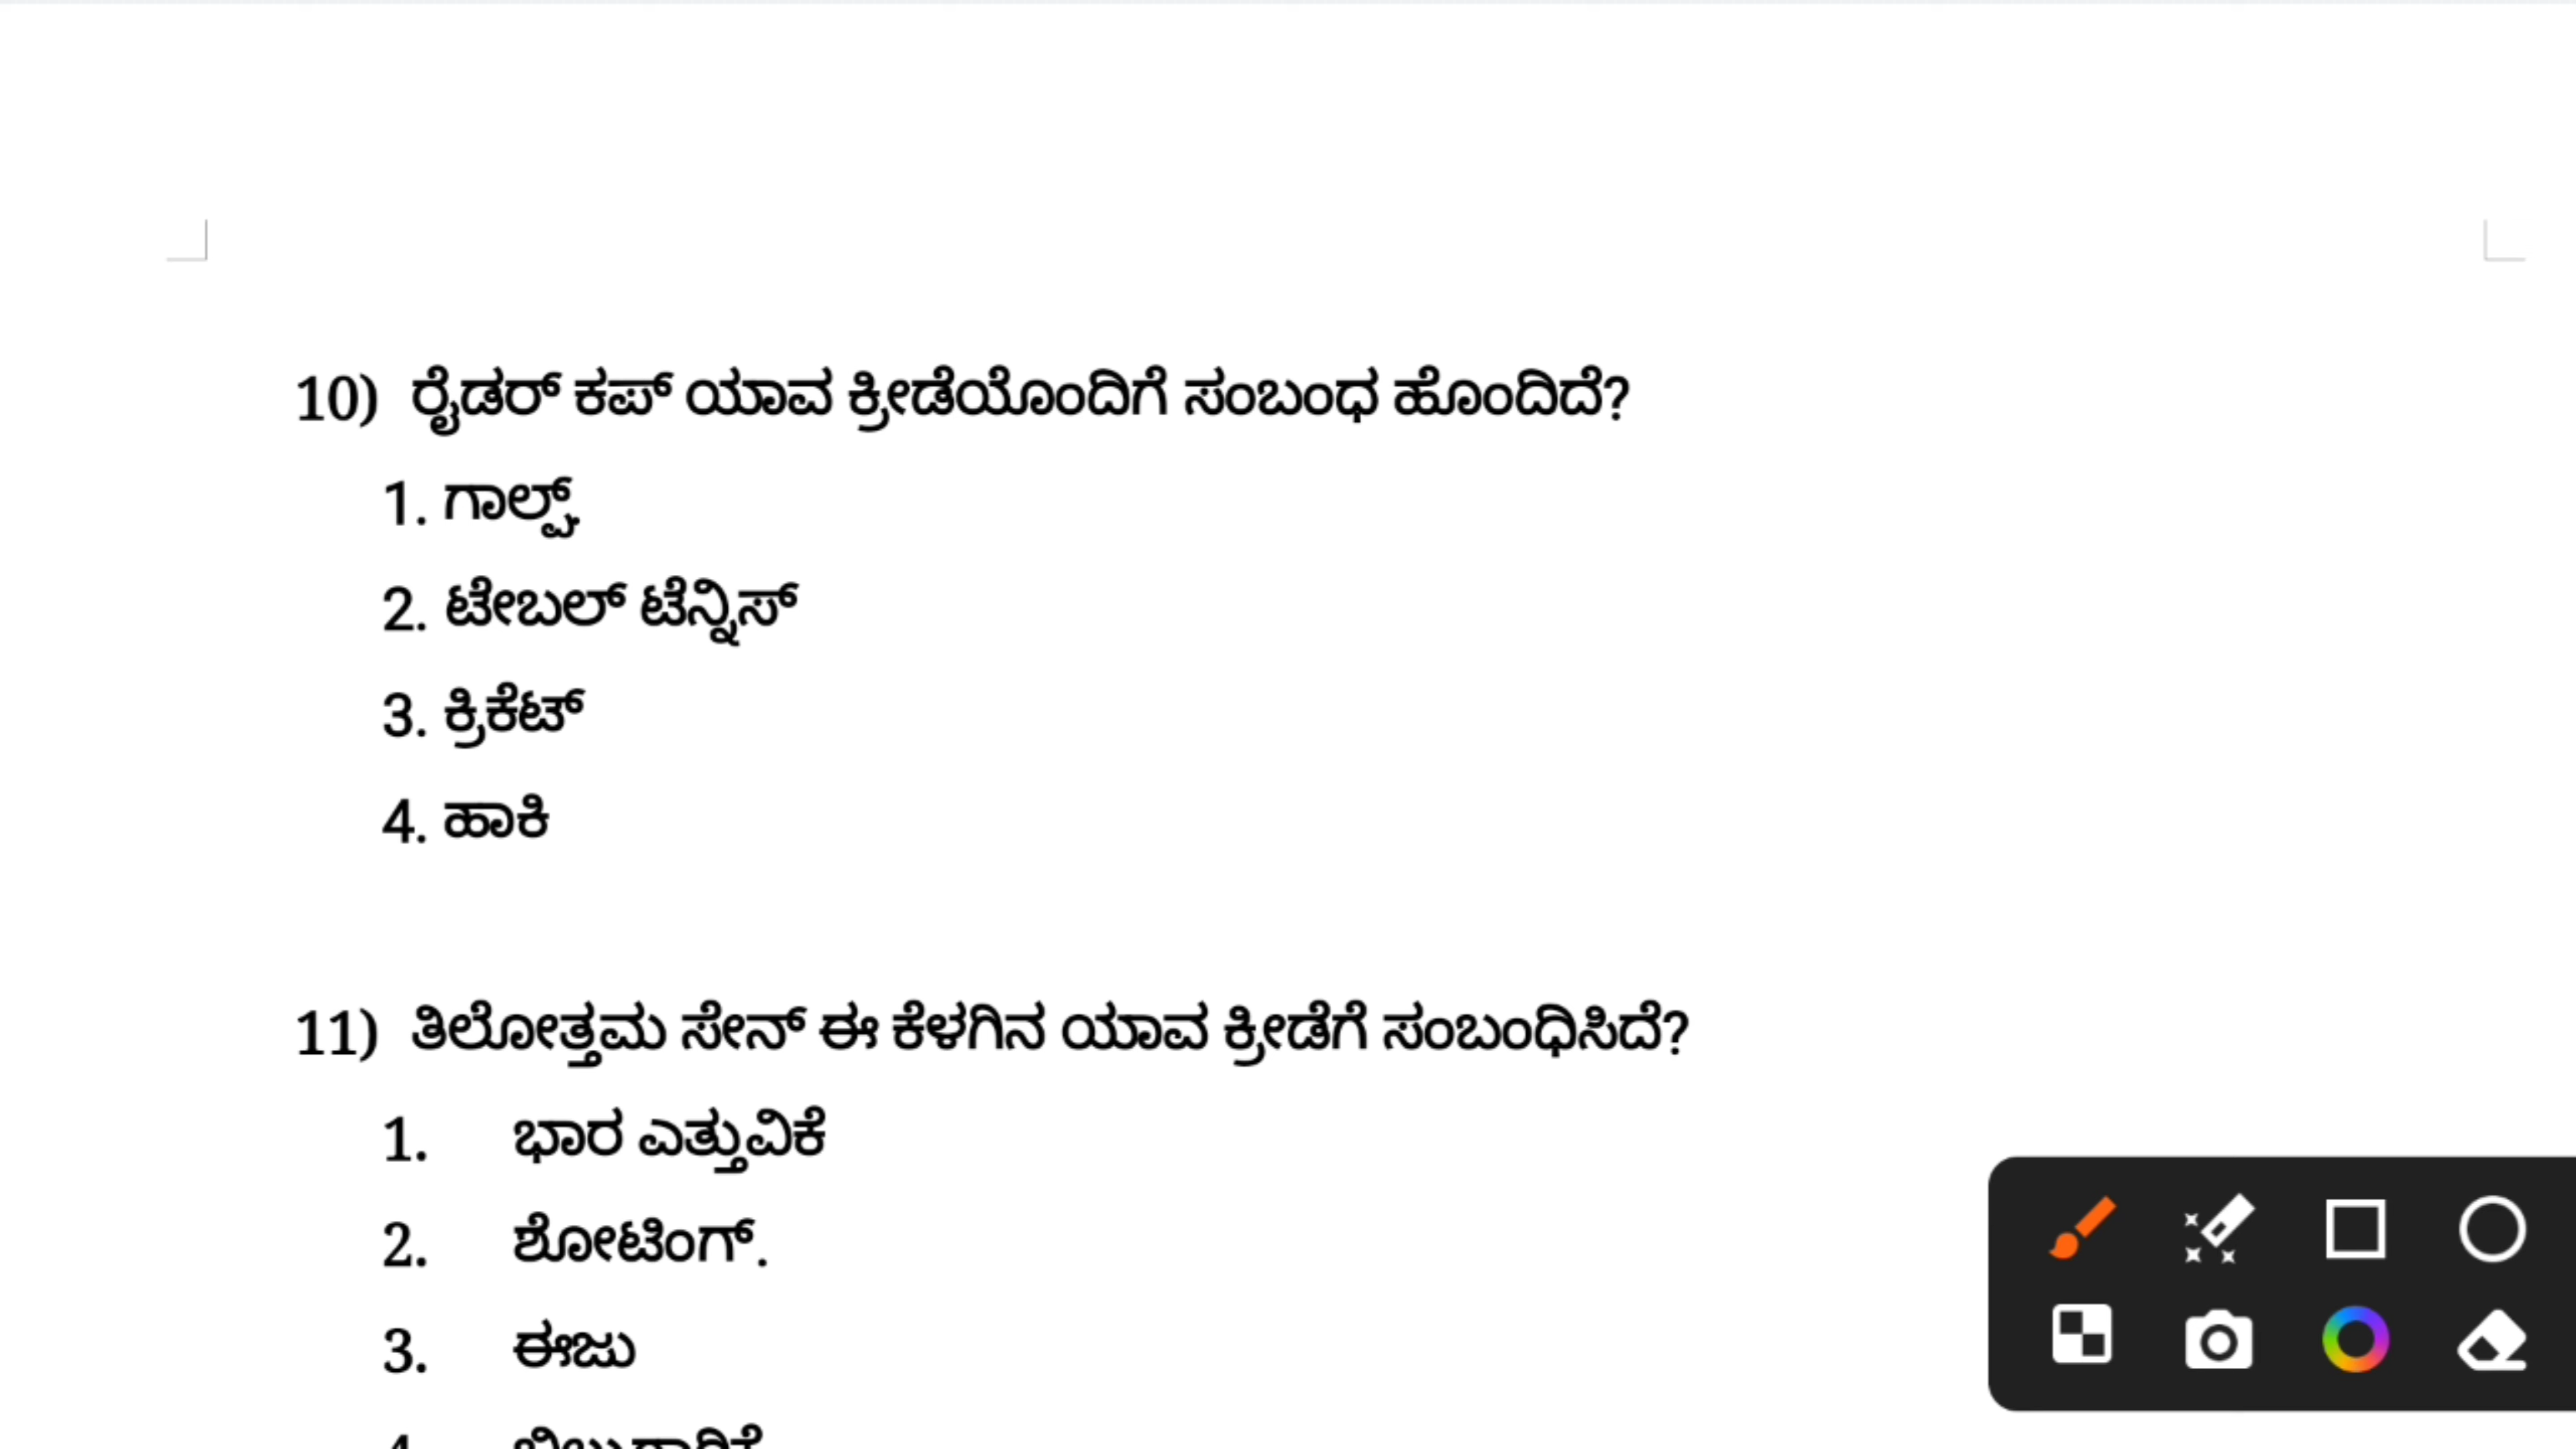 10) ರೈಡರ್ ಕಪ್ ಯಾವ ಕ್ರೀಡೆಯೊಂದಿಗೆ ಸಂಬಂಧ ಹೊಂದಿದೆ?
1. ಗಾಲ್ಫ್
2. ಟೇಬಲ್ ಟೆನ್ನಿಸ್
3. ಕ್ರಿಕೆಟ್
4. ಹಾಕಿ
11) ತಿಲೋತ್ತಮ ಸೇನ್ ಈ ಕೆಳಗಿನ ಯಾವ ಕ್ರೀಡೆಗೆ ಸಂಬಂಧಿಸಿದೆ?
1. ಭಾರ ಎತ್ತುವಿಕೆ
2. ಶೋಟಿಂಗ್.
3. ಈಜು